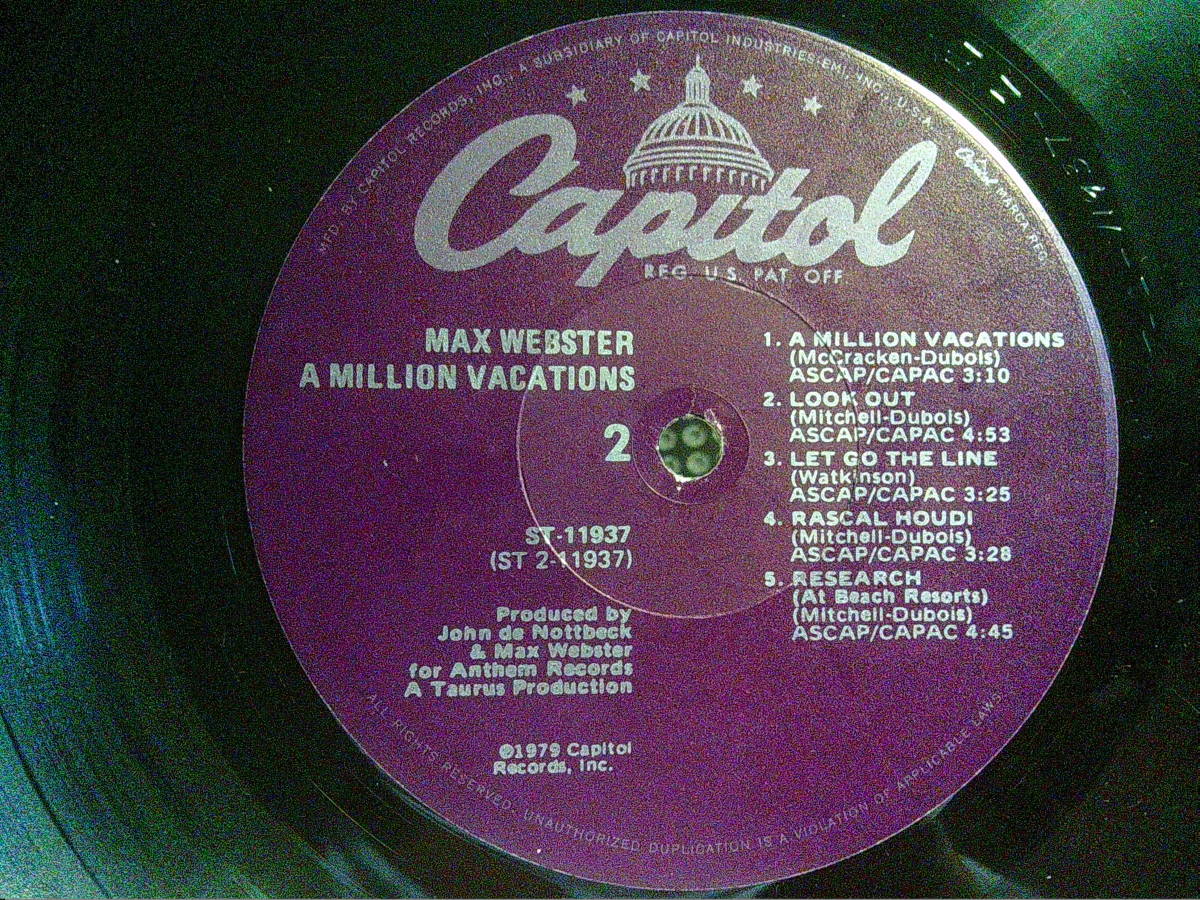 MFD. BY CAPITOL RECORDS, INC., A SUBSIDIARY OF CAPITOL INDUSTRIES-EMI, INC., U.S.A.
Capitol MARCA REG.
Capitol
REG. U.S. PAT OFF
MAX WEBSTER
A MILLION VACATIONS
2
ST-11937
(ST 2-11937)
Produced by
John de Nottbeck
& Max Webster
for Anthem Records
A Taurus Production
℗1979 Capitol
Records, Inc.
1. A MILLION VACATIONS
(McCracken-Dubois)
ASCAP/CAPAC 3:10
2. LOOK OUT
(Mitchell-Dubois)
ASCAP/CAPAC 4:53
3. LET GO THE LINE
(Watkinson)
ASCAP/CAPAC 3:25
4. RASCAL HOUDI
(Mitchell-Dubois)
ASCAP/CAPAC 3:28
5. RESEARCH
(At Beach Resorts)
(Mitchell-Dubois)
ASCAP/CAPAC 4:45
ALL RIGHTS RESERVED. UNAUTHORIZED DUPLICATION IS A VIOLATION OF APPLICABLE LAWS.